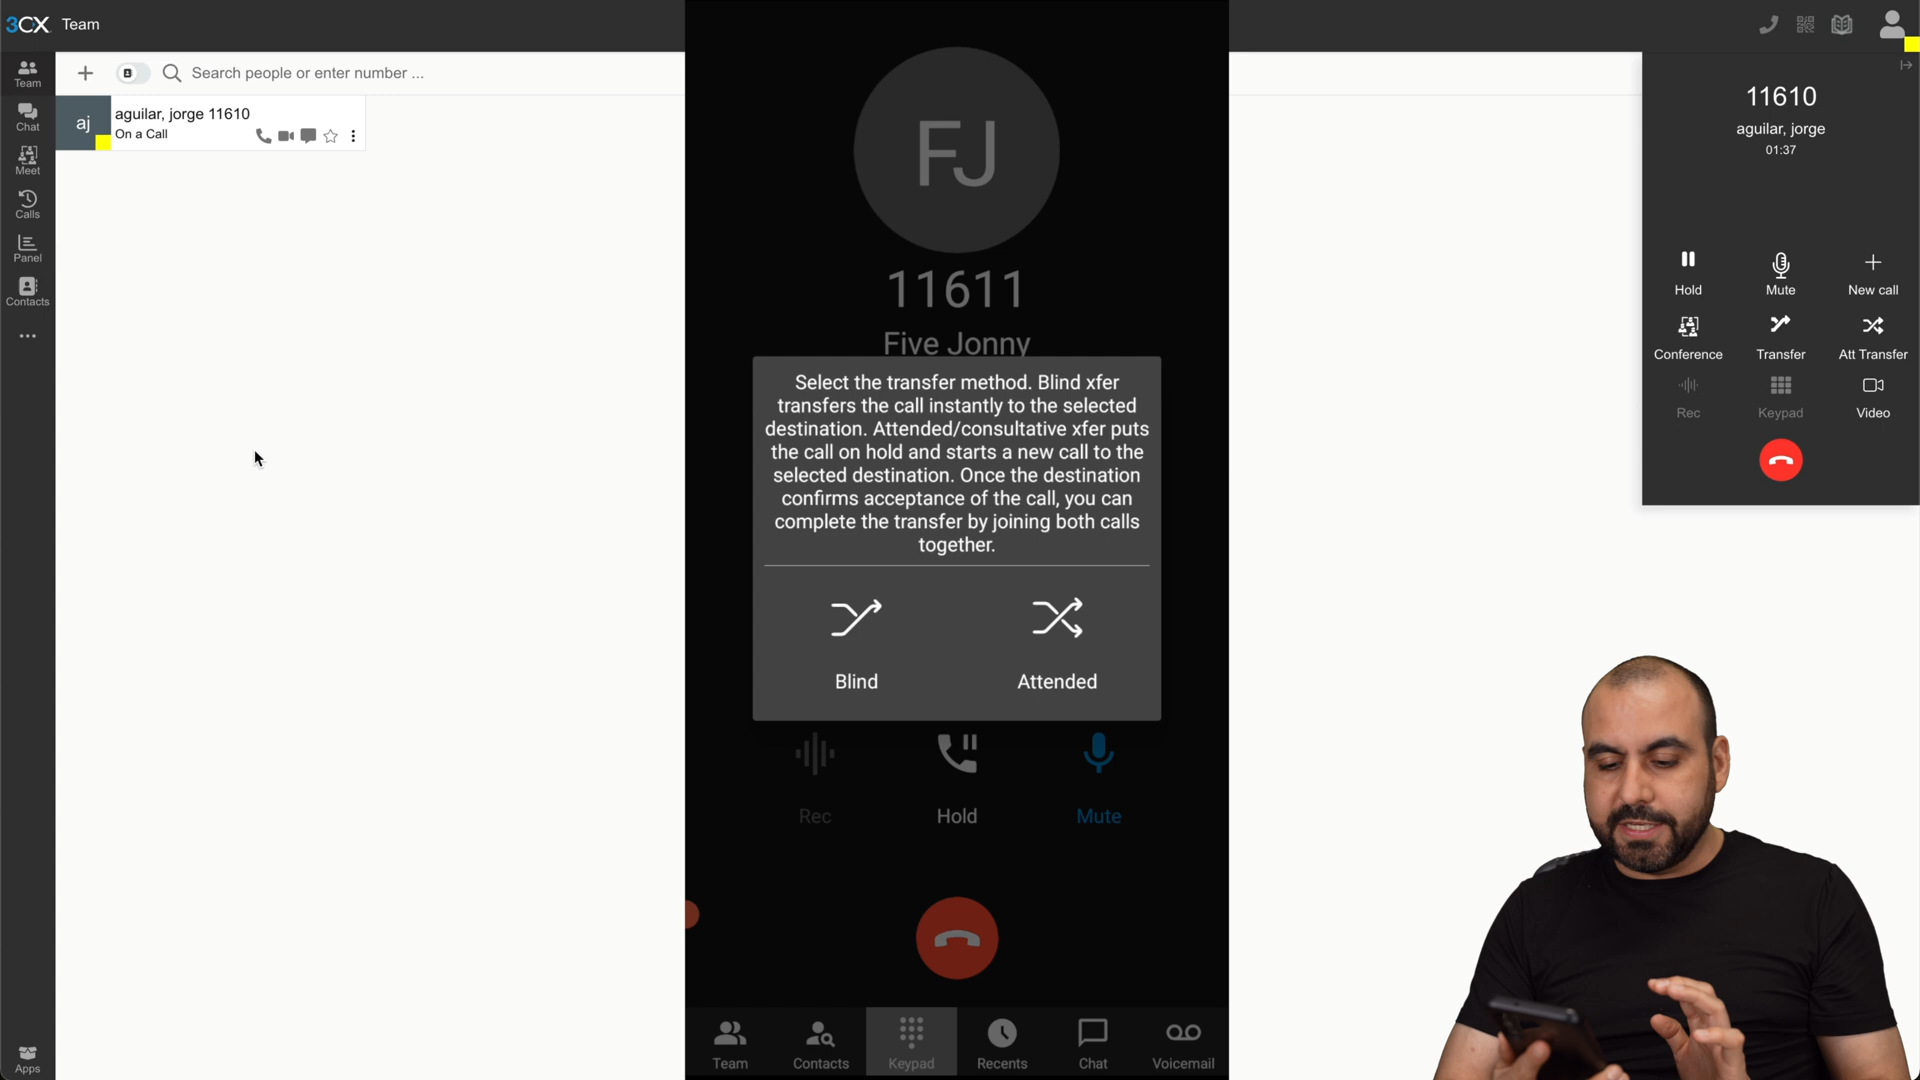 3CX Team
Team
Chat
Meet
Calls
Panel
Contacts
Apps
Search people or enter number ...
aj
aguilar, jorge 11610
On a Call
FJ
11611
Five Jonny
Select the transfer method. Blind xfer
transfers the call instantly to the selected
destination. Attended/consultative xfer puts
the call on hold and starts a new call to the
selected destination. Once the destination
confirms acceptance of the call, you can
complete the transfer by joining both calls
together.
Blind Attended
Rec Hold Mute
Team Contacts Keypad Recents Chat Voicemail
11610
aguilar, jorge
01:37
Hold Mute New call
Conference Transfer Att Transfer
Rec Keypad Video